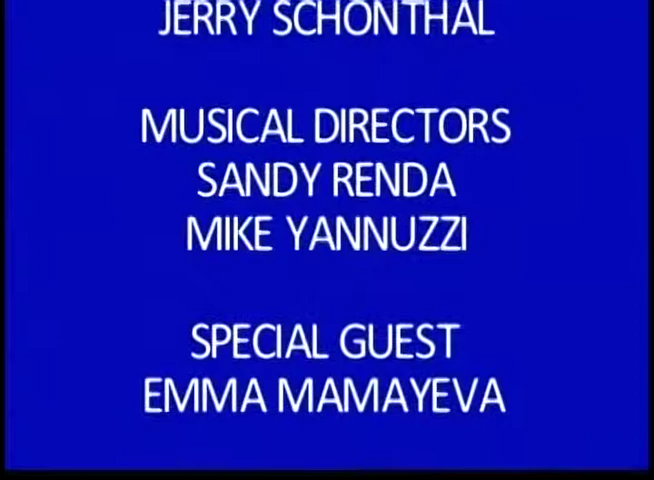 JERRY SCHONTHAL
MUSICAL DIRECTORS
SANDY RENDA
MIKE YANNUZZI
SPECIAL GUEST
EMMA MAMAYEVA